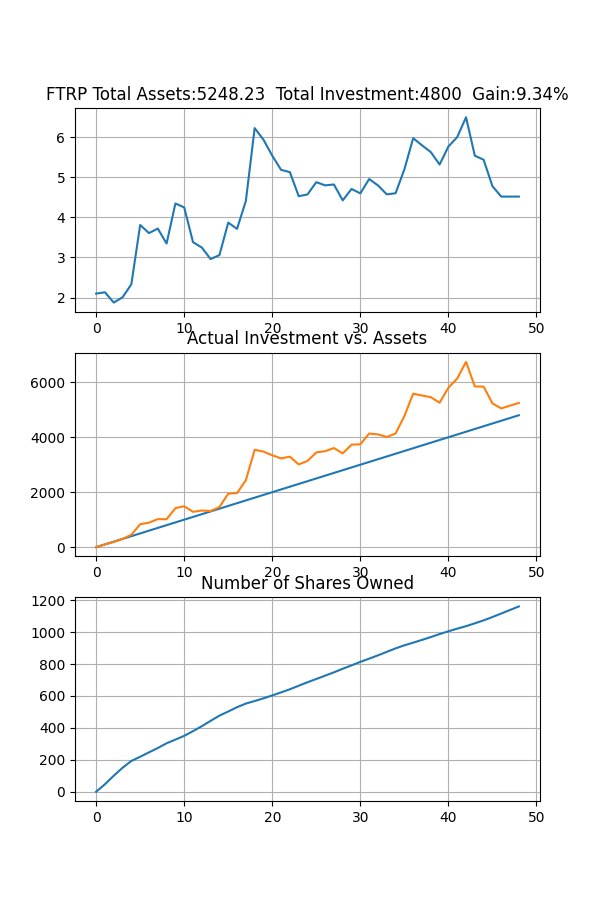 FTRP Total Assets:5248.23  Total Investment:4800  Gain:9.34%
6
5
4
3
2
0 10 20 30 40 50
Actual Investment vs. Assets
6000
4000
2000
0
0 10 20 30 40 50
Number of Shares Owned
1200
1000
800
600
400
200
0
0 10 20 30 40 50